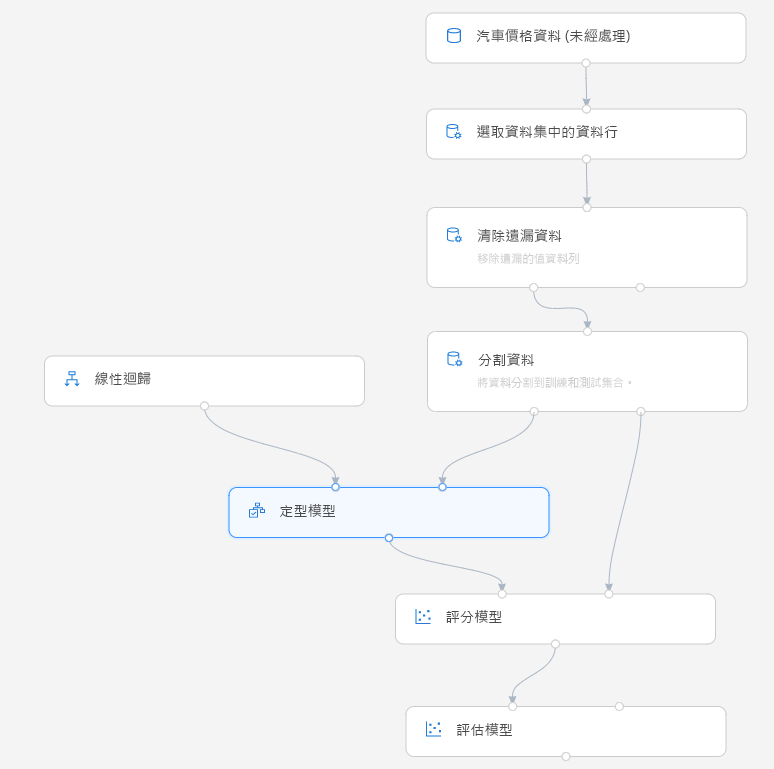 汽車價格資料 (未經處理)
選取資料集中的資料行
清除遺漏資料
移除遺漏的值資料列
分割資料
將資料分割到訓練和測試集合。
線性迴歸
定型模型
評分模型
評估模型